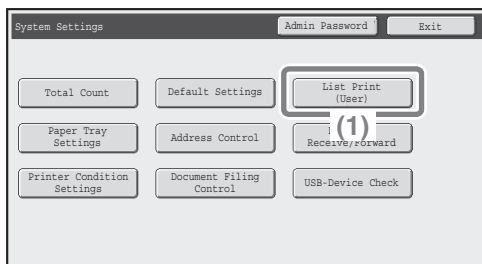 System Settings
Admin Password
Exit
Total Count
Default Settings
List Print
(User)
Paper Tray
Settings
Address Control
(1)
Receive/Forward
Printer Condition
Settings
Document Filing
Control
USB-Device Check